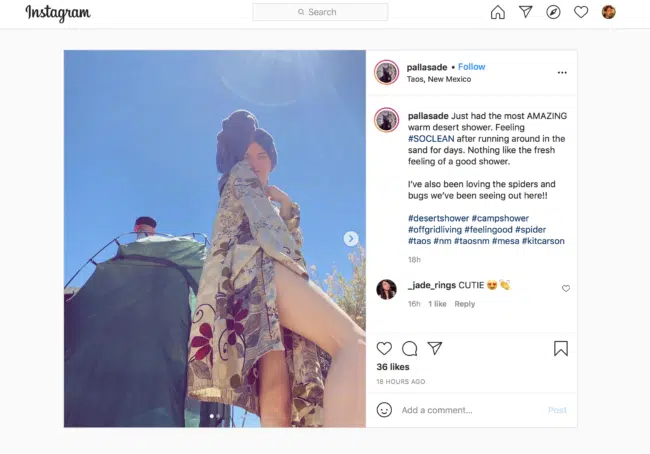 Instagram
Search
pallasade • Follow
Taos, New Mexico
pallasade Just had the most AMAZING
warm desert shower. Feeling
#SOCLEAN after running around in the
sand for days. Nothing like the fresh
feeling of a good shower.
I've also been loving the spiders and
bugs we've been seeing out here!!
#desertshower #campshower
#offgridliving #feelingood #spider
#taos #nm #taosnm #mesa #kitcarson
18h
_jade_rings CUTIE 😍 👏
16h 1 like Reply
36 likes
18 HOURS AGO
Add a comment...
Post